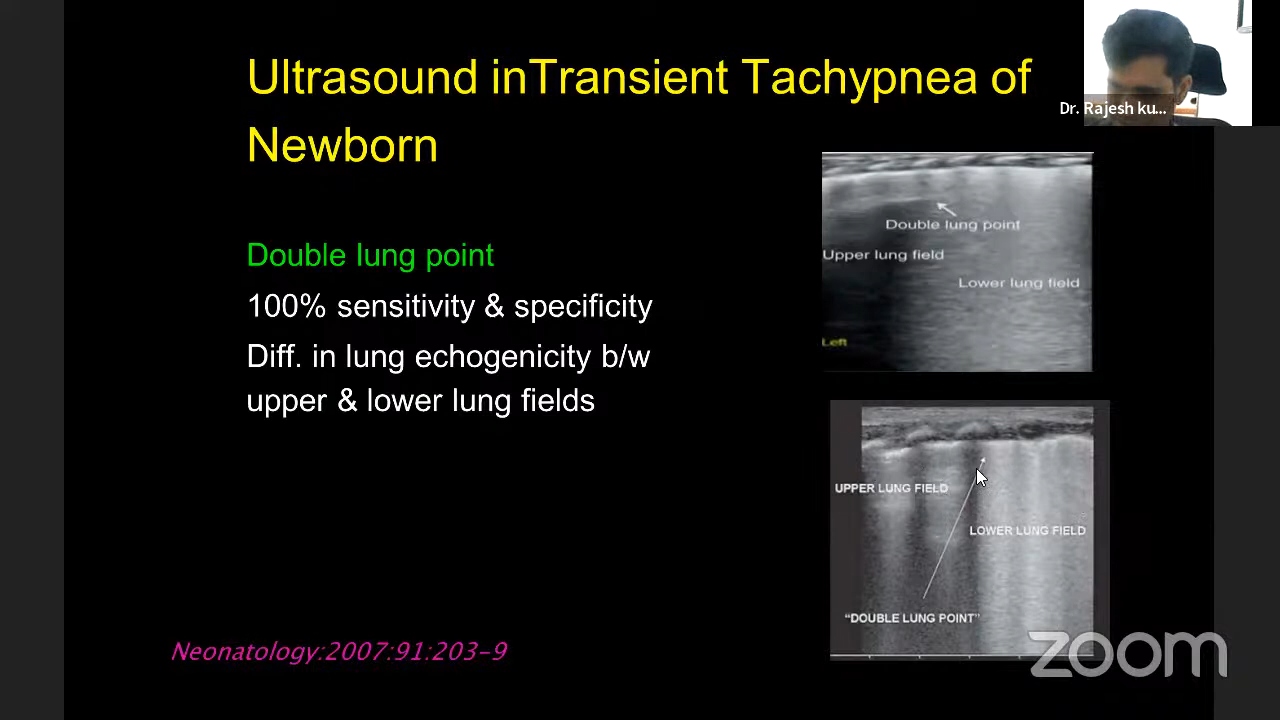 Ultrasound inTransient Tachypnea of
Newborn
Dr. Rajesh ku...
Double lung point
100% sensitivity & specificity
Diff. in lung echogenicity b/w
upper & lower lung fields
Double lung point
Upper lung field
Lower lung field
Left
UPPER LUNG FIELD
LOWER LUNG FIELD
“DOUBLE LUNG POINT”
Neonatology:2007:91:203-9
zoom